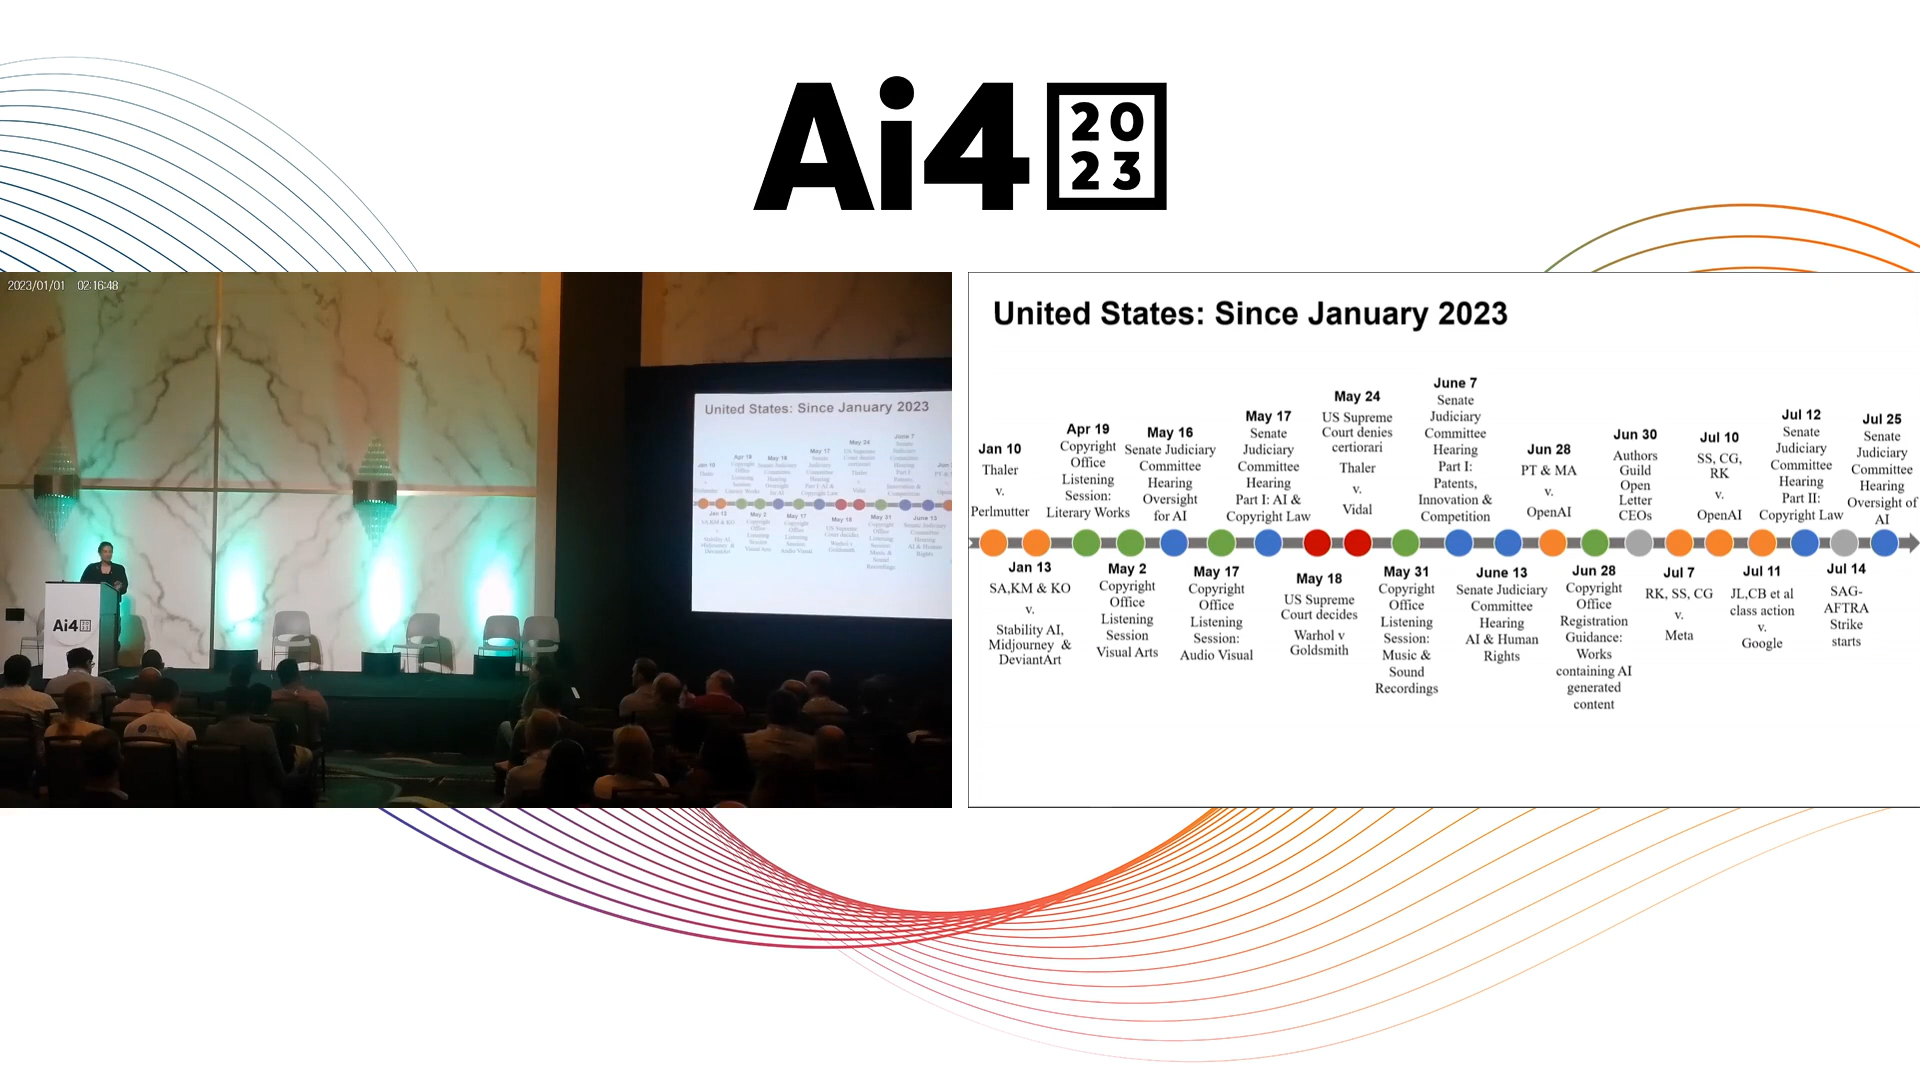 Ai4 20
23
2023/01/01 02:16:48
Ai4
United States: Since January 2023
United States: Since January 2023
Jan 10
Thaler
v.
Perlmutter
Jan 13
SA,KM & KO
v.
Stability AI,
Midjourney &
DeviantArt
Apr 19
Copyright
Office
Listening
Session:
Literary Works
May 2
Copyright
Office
Listening
Session
Visual Arts
May 16
Senate Judiciary
Committee
Hearing
Oversight
for AI
May 17
Copyright
Office
Listening
Session:
Audio Visual
May 17
Senate
Judiciary
Committee
Hearing
Part I: AI &
Copyright Law
May 18
US Supreme
Court decides
Warhol v
Goldsmith
May 24
US Supreme
Court denies
certiorari
Thaler
v.
Vidal
May 31
Copyright
Office
Listening
Session:
Music &
Sound
Recordings
June 7
Senate
Judiciary
Committee
Hearing
Part I:
Patents,
Innovation &
Competition
June 13
Senate Judiciary
Committee
Hearing
AI & Human
Rights
Jun 28
PT & MA
v.
OpenAI
Jun 28
Copyright
Office
Registration
Guidance:
Works
containing AI
generated
content
Jun 30
Authors
Guild
Open
Letter
CEOs
Jul 7
RK, SS, CG
v.
Meta
Jul 10
SS, CG,
RK
v.
OpenAI
Jul 11
JL,CB et al
class action
v.
Google
Jul 12
Senate
Judiciary
Committee
Hearing
Part II:
Copyright Law
Jul 14
SAG-
AFTRA
Strike
starts
Jul 25
Senate
Judiciary
Committee
Hearing
Oversight of
AI